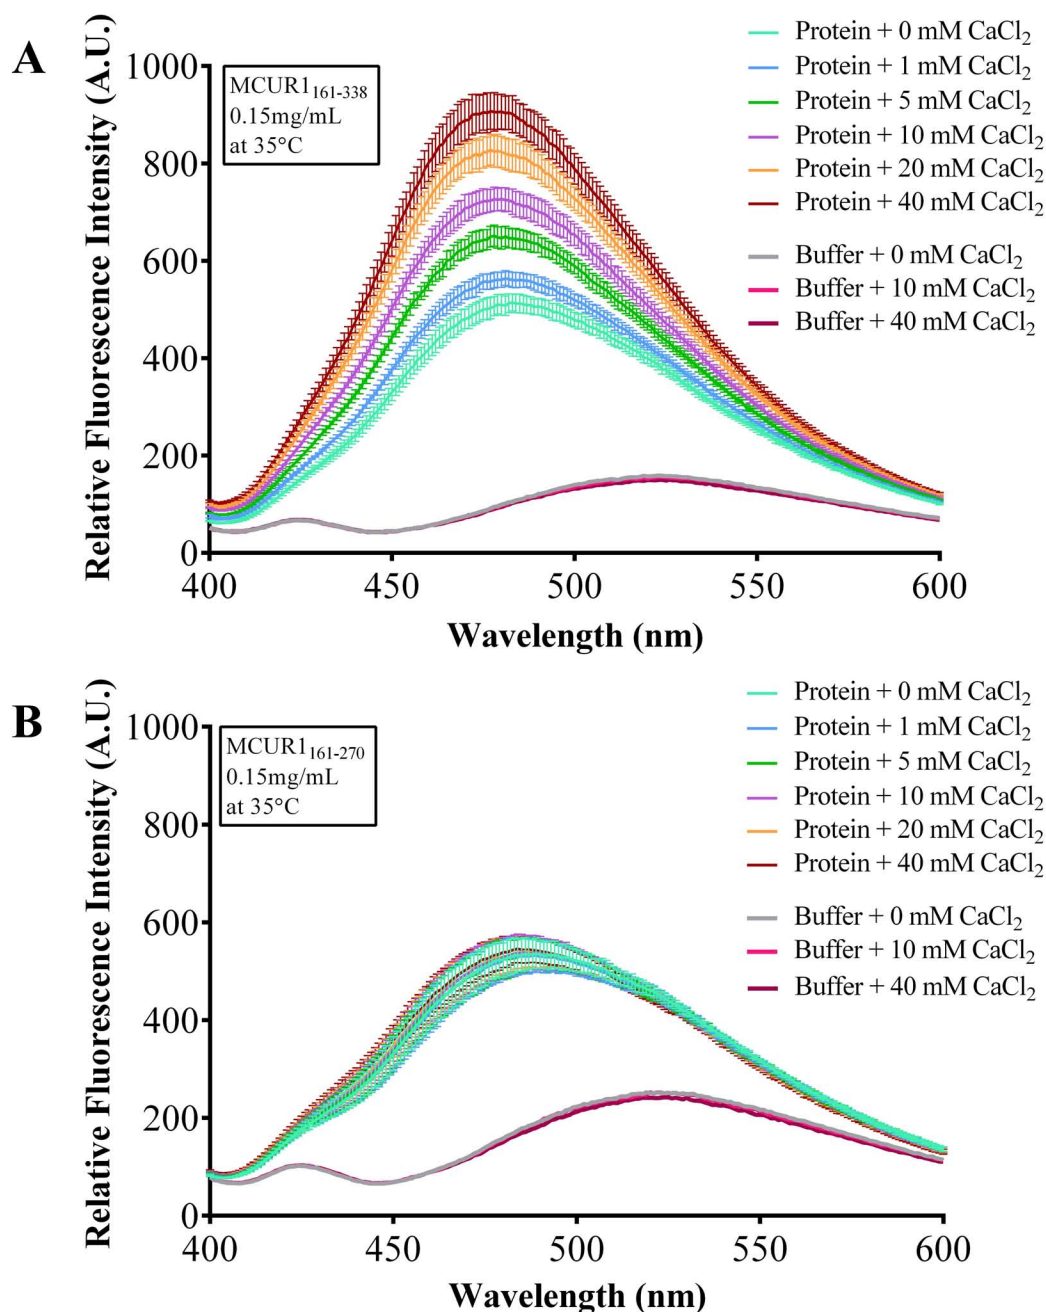 A
Relative Fluorescence Intensity (A.U.)
1000
800
600
400
200
0
MCUR1₁₆₁₋₃₃₈
0.15mg/mL
at 35°C
Protein + 0 mM CaCl₂
Protein + 1 mM CaCl₂
Protein + 5 mM CaCl₂
Protein + 10 mM CaCl₂
Protein + 20 mM CaCl₂
Protein + 40 mM CaCl₂
Buffer + 0 mM CaCl₂
Buffer + 10 mM CaCl₂
Buffer + 40 mM CaCl₂
400 450 500 550 600
Wavelength (nm)
B
Relative Fluorescence Intensity (A.U.)
1000
800
600
400
200
0
MCUR1₁₆₁₋₂₇₀
0.15mg/mL
at 35°C
Protein + 0 mM CaCl₂
Protein + 1 mM CaCl₂
Protein + 5 mM CaCl₂
Protein + 10 mM CaCl₂
Protein + 20 mM CaCl₂
Protein + 40 mM CaCl₂
Buffer + 0 mM CaCl₂
Buffer + 10 mM CaCl₂
Buffer + 40 mM CaCl₂
400 450 500 550 600
Wavelength (nm)